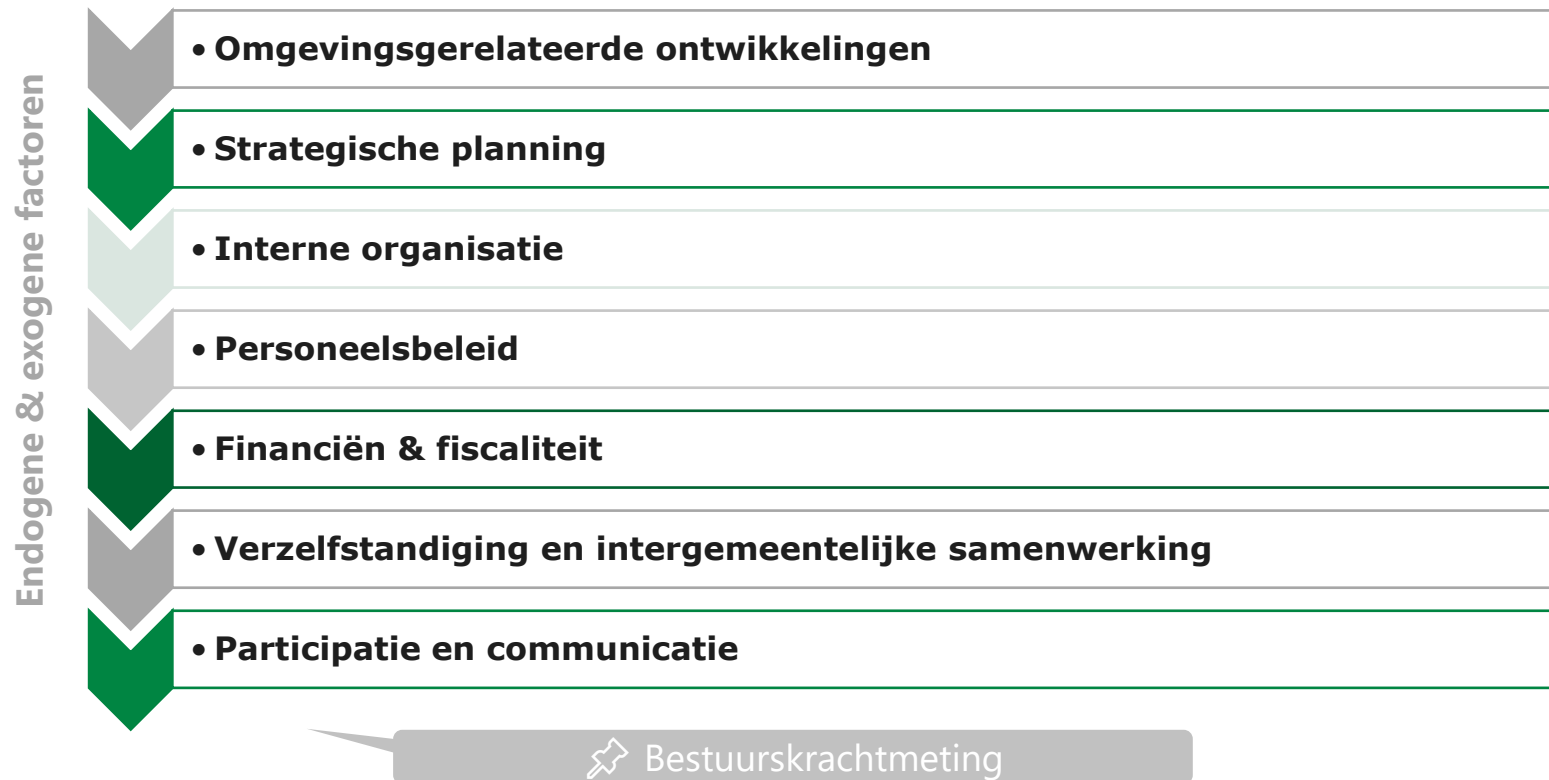 Endogene & exogene factoren
• Omgevingsgerelateerde ontwikkelingen
• Strategische planning
• Interne organisatie
• Personeelsbeleid
• Financiën & fiscaliteit
• Verzelfstandiging en intergemeentelijke samenwerking
• Participatie en communicatie
Bestuurskrachtmeting